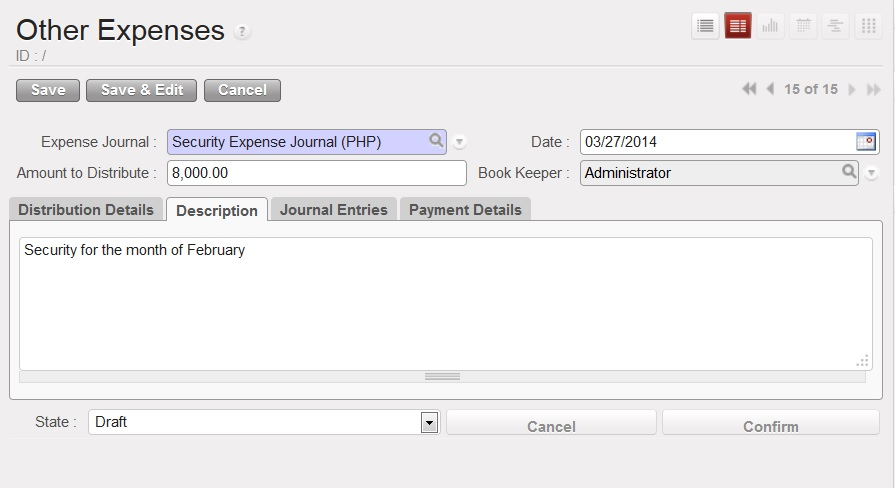 Other Expenses ?
ID : /
Save Save & Edit Cancel 15 of 15
Expense Journal : Security Expense Journal (PHP) Date : 03/27/2014
Amount to Distribute : 8,000.00 Book Keeper : Administrator
Distribution Details Description Journal Entries Payment Details
Security for the month of February
State : Draft Cancel Confirm